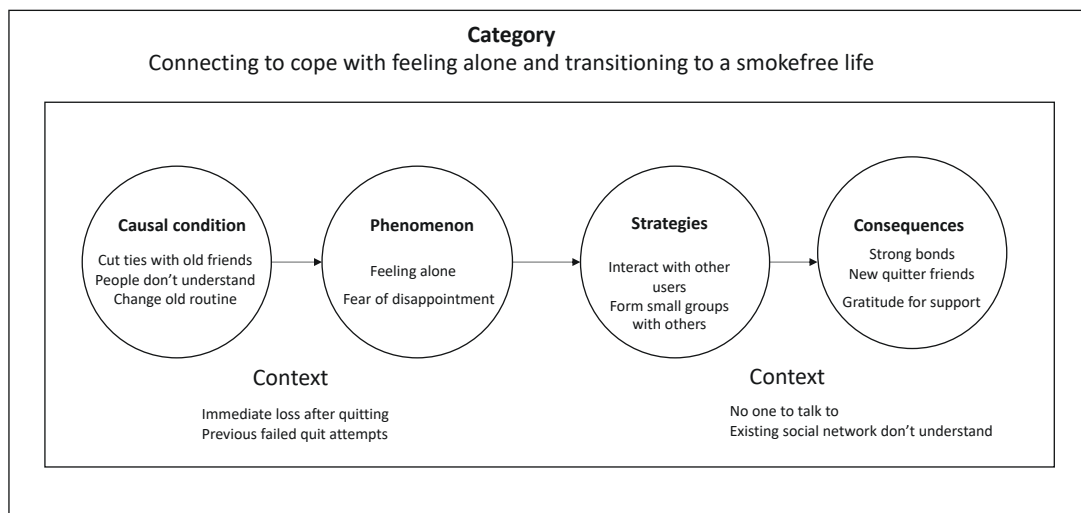 Category
Connecting to cope with feeling alone and transitioning to a smokefree life
Causal condition
Cut ties with old friends
People don't understand
Change old routine
Phenomenon
Feeling alone
Fear of disappointment
Strategies
Interact with other
users
Form small groups
with others
Consequences
Strong bonds
New quitter friends
Gratitude for support
Context
Immediate loss after quitting
Previous failed quit attempts
Context
No one to talk to
Existing social network don't understand